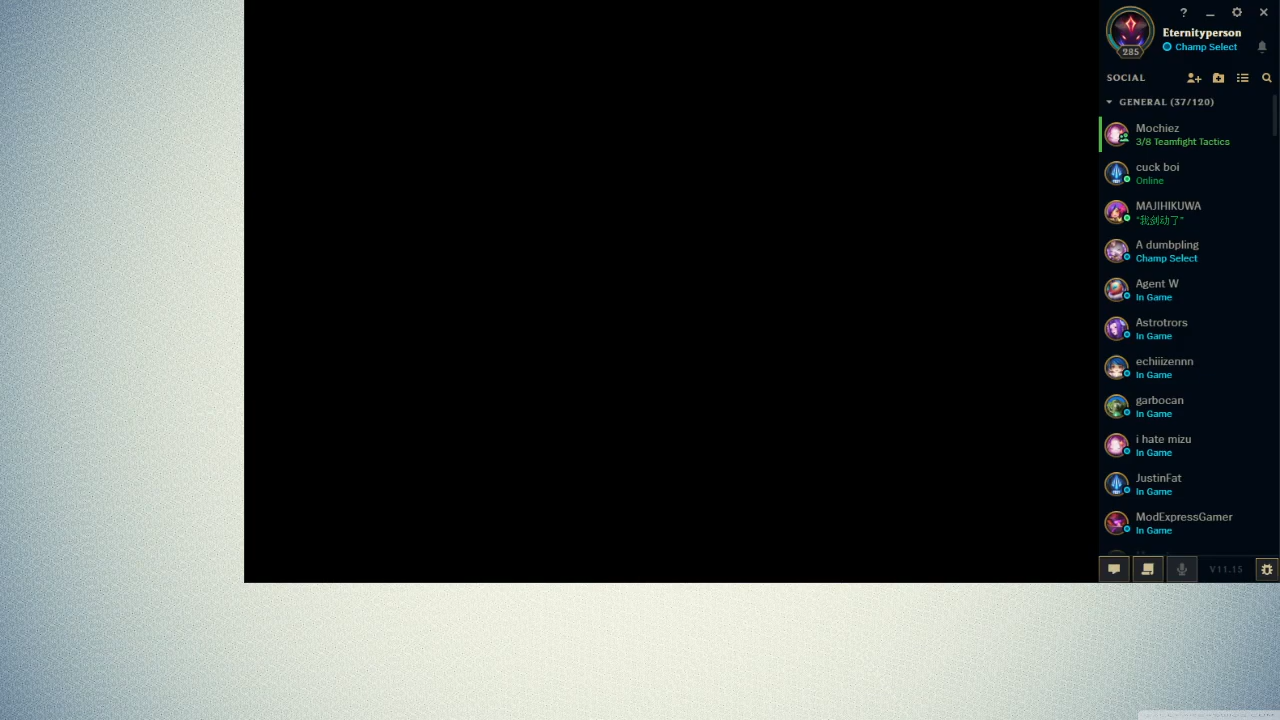 ?
Eternityperson
285
Champ Select
SOCIAL
GENERAL (37/120)
Mochiez
3/8 Teamfight Tactics
cuck boi
Online
MAJIHIKUWA
"我剑动了"
A dumbpling
Champ Select
Agent W
In Game
Astrotrors
In Game
echiiizennn
In Game
garbocan
In Game
i hate mizu
In Game
JustinFat
In Game
ModExpressGamer
In Game
V11.15